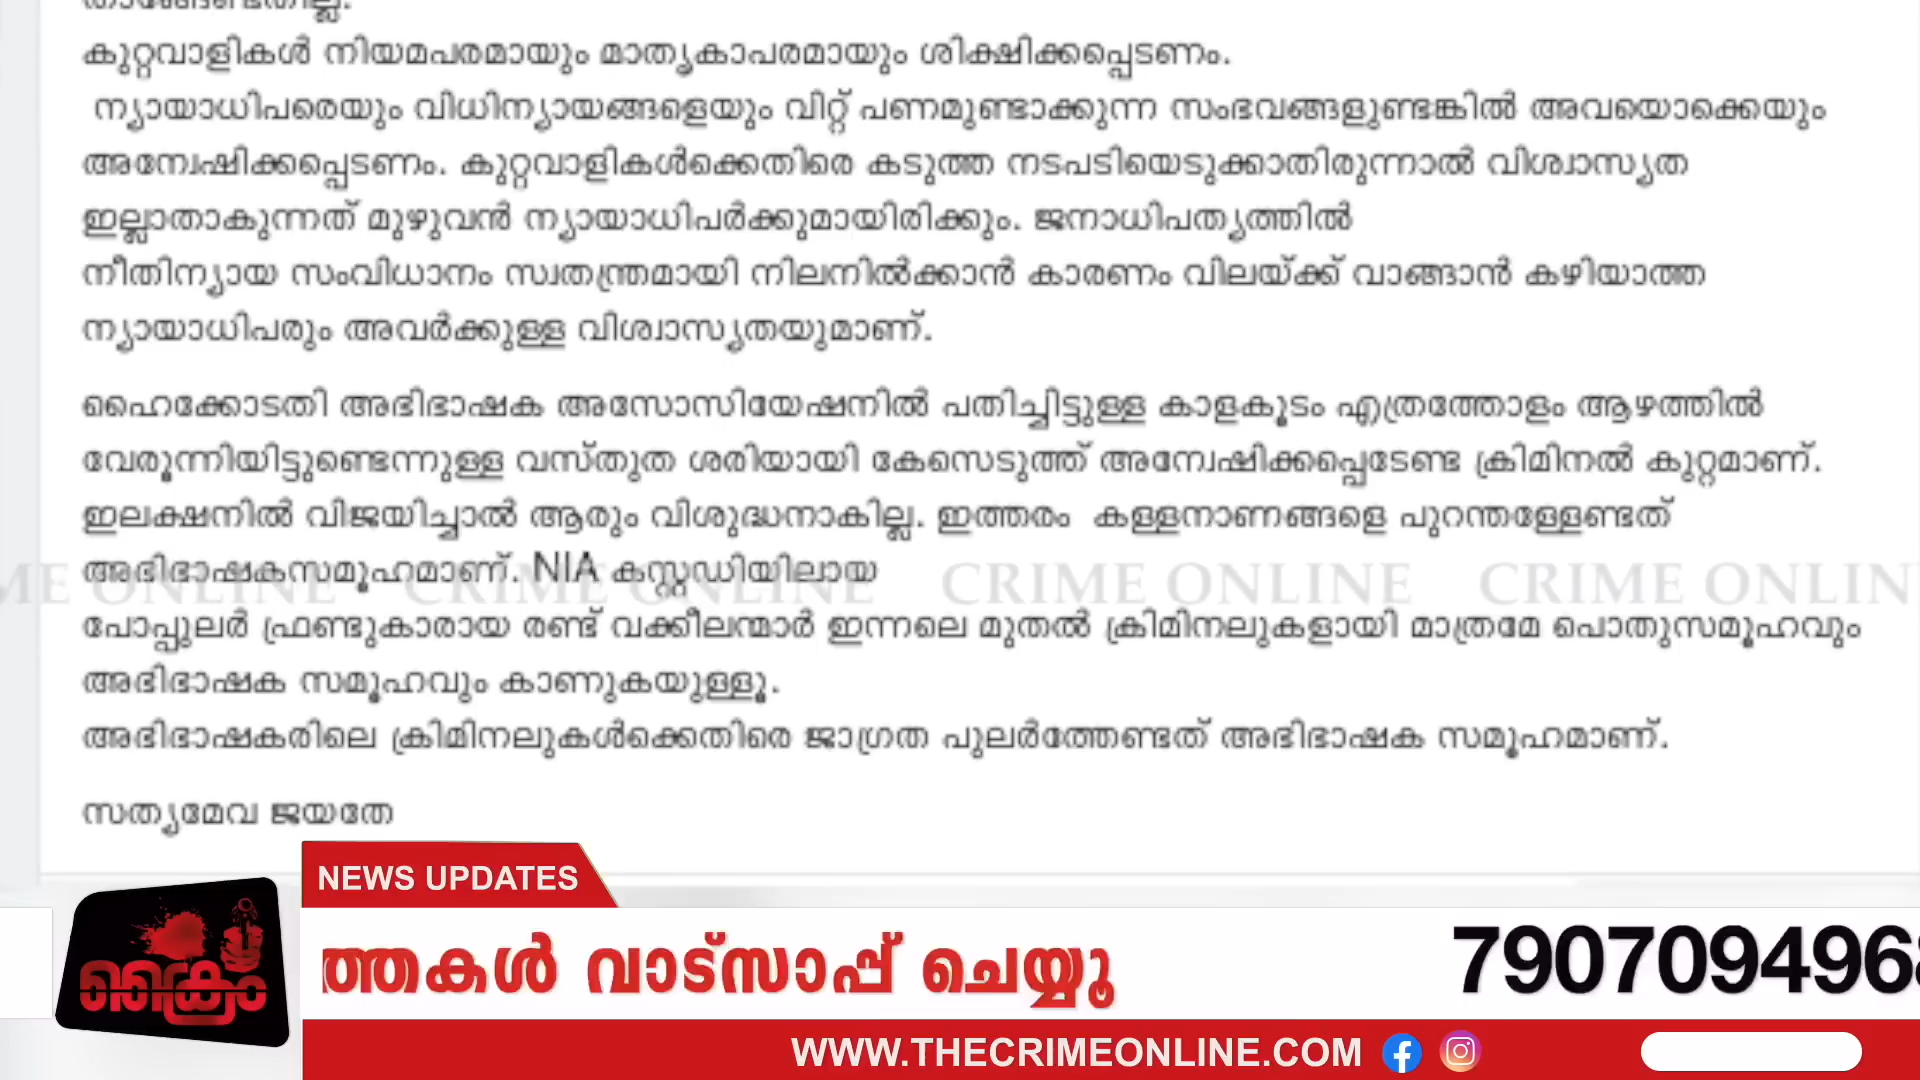 കുറ്റവാളികൾ നിയമപരമായും മാതൃകാപരമായും ശിക്ഷിക്കപ്പെടണം.
ന്യായാധിപരെയും വിധിന്യായങ്ങളെയും വിറ്റ് പണമുണ്ടാക്കുന്ന സംഭവങ്ങളുണ്ടങ്കിൽ അവയൊക്കെയും
അന്വേഷിക്കപ്പെടണം. കുറ്റവാളികൾക്കെതിരെ കടുത്ത നടപടിയെടുക്കാതിരുന്നാൽ വിശ്വാസ്യത
ഇല്ലാതാകുന്നത് മുഴുവൻ ന്യായാധിപർക്കുമായിരിക്കും. ജനാധിപത്യത്തിൽ
നീതിന്യായ സംവിധാനം സ്വതന്ത്രമായി നിലനിൽക്കാൻ കാരണം വിലയ്ക്ക് വാങ്ങാൻ കഴിയാത്ത
ന്യായാധിപരും അവർക്കുള്ള വിശ്വാസ്യതയുമാണ്.
ഹൈക്കോടതി അഭിഭാഷക അസോസിയേഷനിൽ പതിച്ചിട്ടുള്ള കാളകൂടം എത്രത്തോളം ആഴത്തിൽ
വേരൂന്നിയിട്ടുണ്ടെന്നുള്ള വസ്തുത ശരിയായി കേസെടുത്ത് അന്വേഷിക്കപ്പെടേണ്ട ക്രിമിനൽ കുറ്റമാണ്.
ഇലക്ഷനിൽ വിജയിച്ചാൽ ആരും വിശുദ്ധനാകില്ല. ഇത്തരം കള്ളനാണങ്ങളെ പുറന്തള്ളേണ്ടത്
അഭിഭാഷകസമൂഹമാണ്. NIA കസ്റ്റഡിയിലായ
CRIME ONLINE CRIME ONLINE
പോപ്പുലർ ഫ്രണ്ടുകാരായ രണ്ട് വക്കീലന്മാർ ഇന്നലെ മുതൽ ക്രിമിനലുകളായി മാത്രമേ പൊതുസമൂഹവും
അഭിഭാഷക സമൂഹവും കാണുകയുള്ളൂ.
അഭിഭാഷകരിലെ ക്രിമിനലുകൾക്കെതിരെ ജാഗ്രത പുലർത്തേണ്ടത് അഭിഭാഷക സമൂഹമാണ്.
സത്യമേവ ജയതേ
NEWS UPDATES
ക്രൈം
ത്തകൾ വാട്സാപ്പ് ചെയ്യൂ 790709496
WWW.THECRIMEONLINE.COM